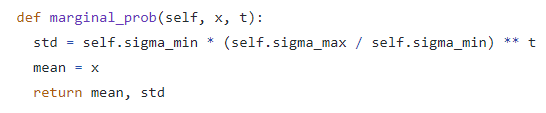 def marginal_prob(self, x, t):
  std = self.sigma_min * (self.sigma_max / self.sigma_min) ** t
  mean = x
  return mean, std